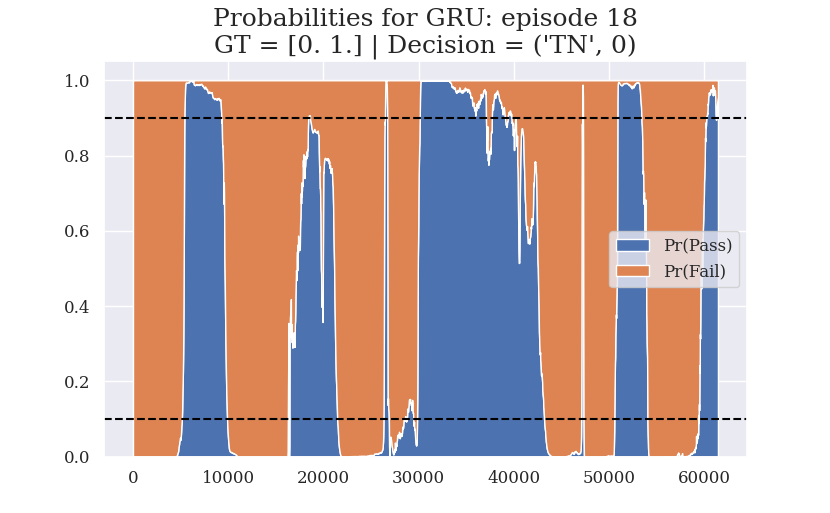 Probabilities for GRU: episode 18
GT = [0. 1.] | Decision = ('TN', 0)
1.0
0.8
0.6
0.4
0.2
0.0
Pr(Pass)
Pr(Fail)
0 10000 20000 30000 40000 50000 60000